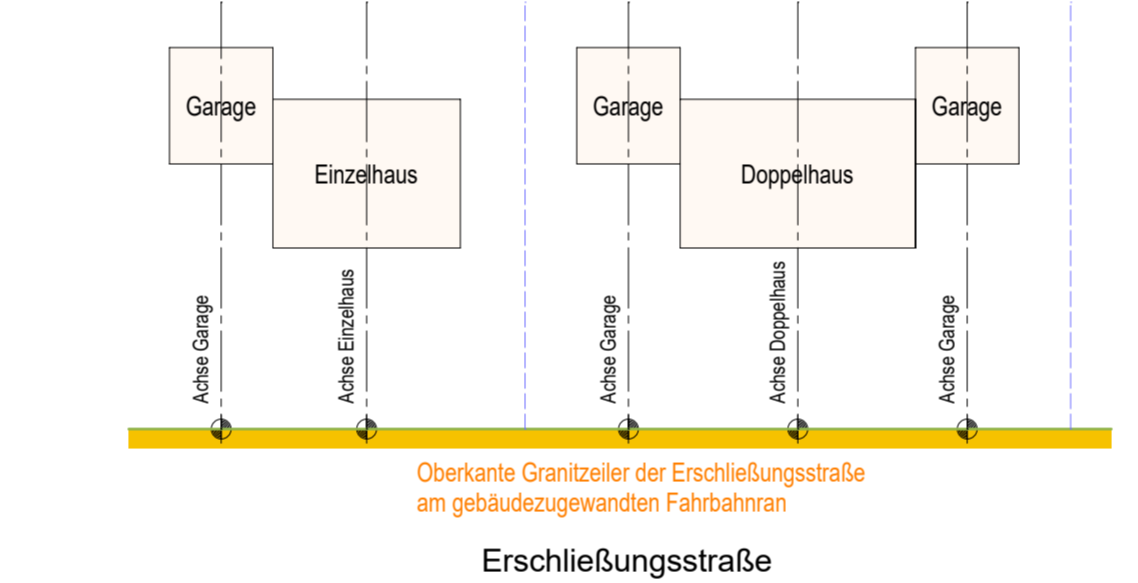 Garage
Garage
Garage
Einzelhaus
Doppelhaus
Achse Garage
Achse Einzelhaus
Achse Garage
Achse Doppelhaus
Achse Garage
Oberkante Granitzeiler der Erschließungsstraße
am gebäudezugewandten Fahrbahnran
Erschließungsstraße